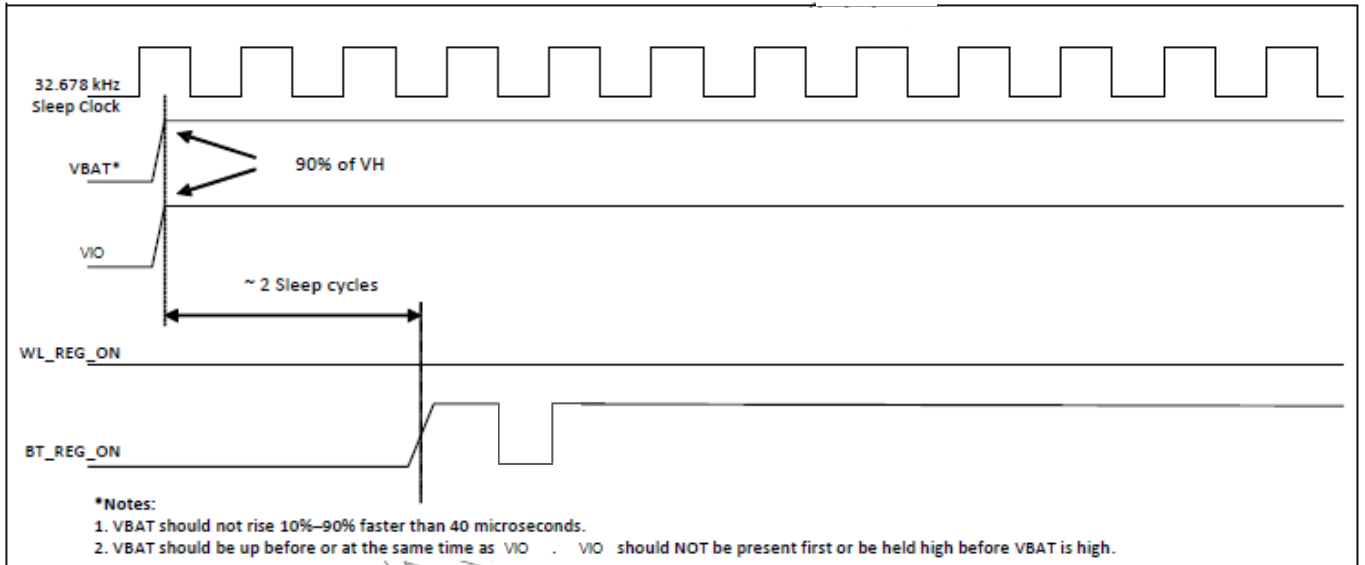 32.678 kHz
Sleep Clock
VBAT*
90% of VH
VIO
~ 2 Sleep cycles
WL_REG_ON
BT_REG_ON
*Notes:
1. VBAT should not rise 10%–90% faster than 40 microseconds.
2. VBAT should be up before or at the same time as VIO . VIO should NOT be present first or be held high before VBAT is high.